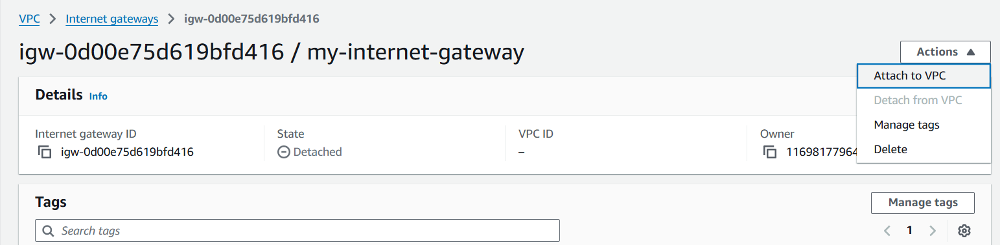 VPC > Internet gateways > igw-0d00e75d619bfd416
igw-0d00e75d619bfd416 / my-internet-gateway
Actions
Attach to VPC
Detach from VPC
Manage tags
Delete
Details Info
Internet gateway ID
igw-0d00e75d619bfd416
State
Detached
VPC ID
–
Owner
11698177964
Tags
Manage tags
Search tags
1